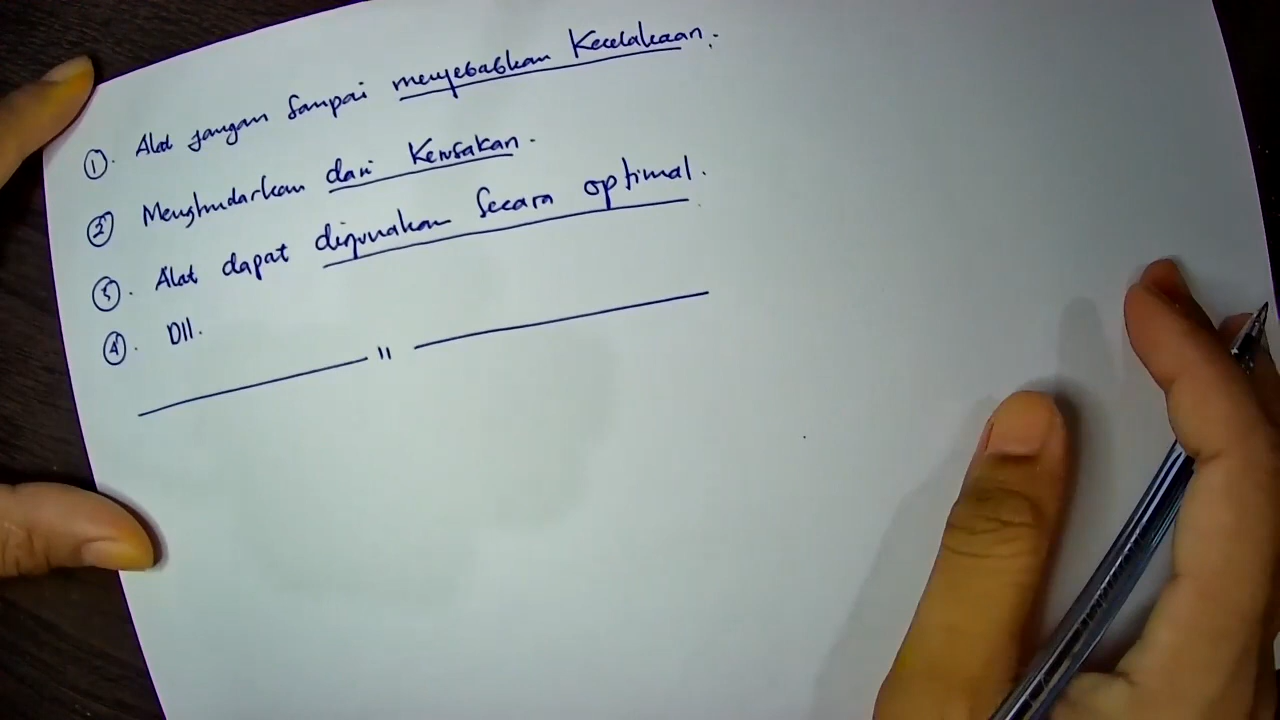 ①. Alat jangan sampai menyebabkan Kecelakaan.
② Menghindarkan dari Kerusakan.
③. Alat dapat digunakan Secara optimal.
④. Dll.